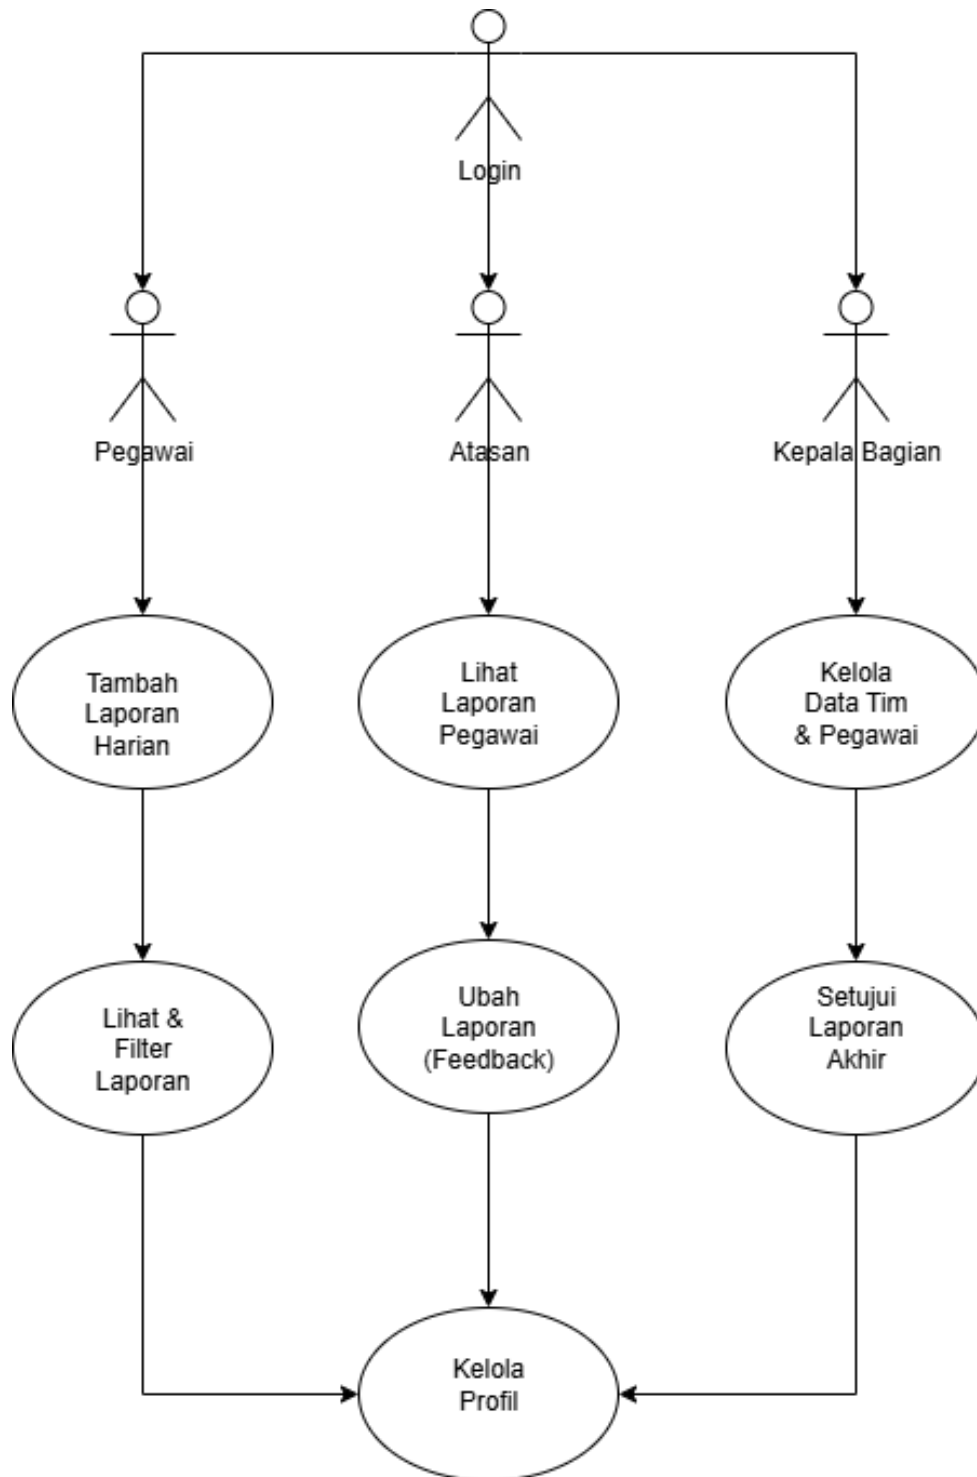 Login
Pegawai
Atasan
Kepala Bagian
Tambah
Laporan
Harian
Lihat
Laporan
Pegawai
Kelola
Data Tim
& Pegawai
Lihat &
Filter
Laporan
Ubah
Laporan
(Feedback)
Setujui
Laporan
Akhir
Kelola
Profil